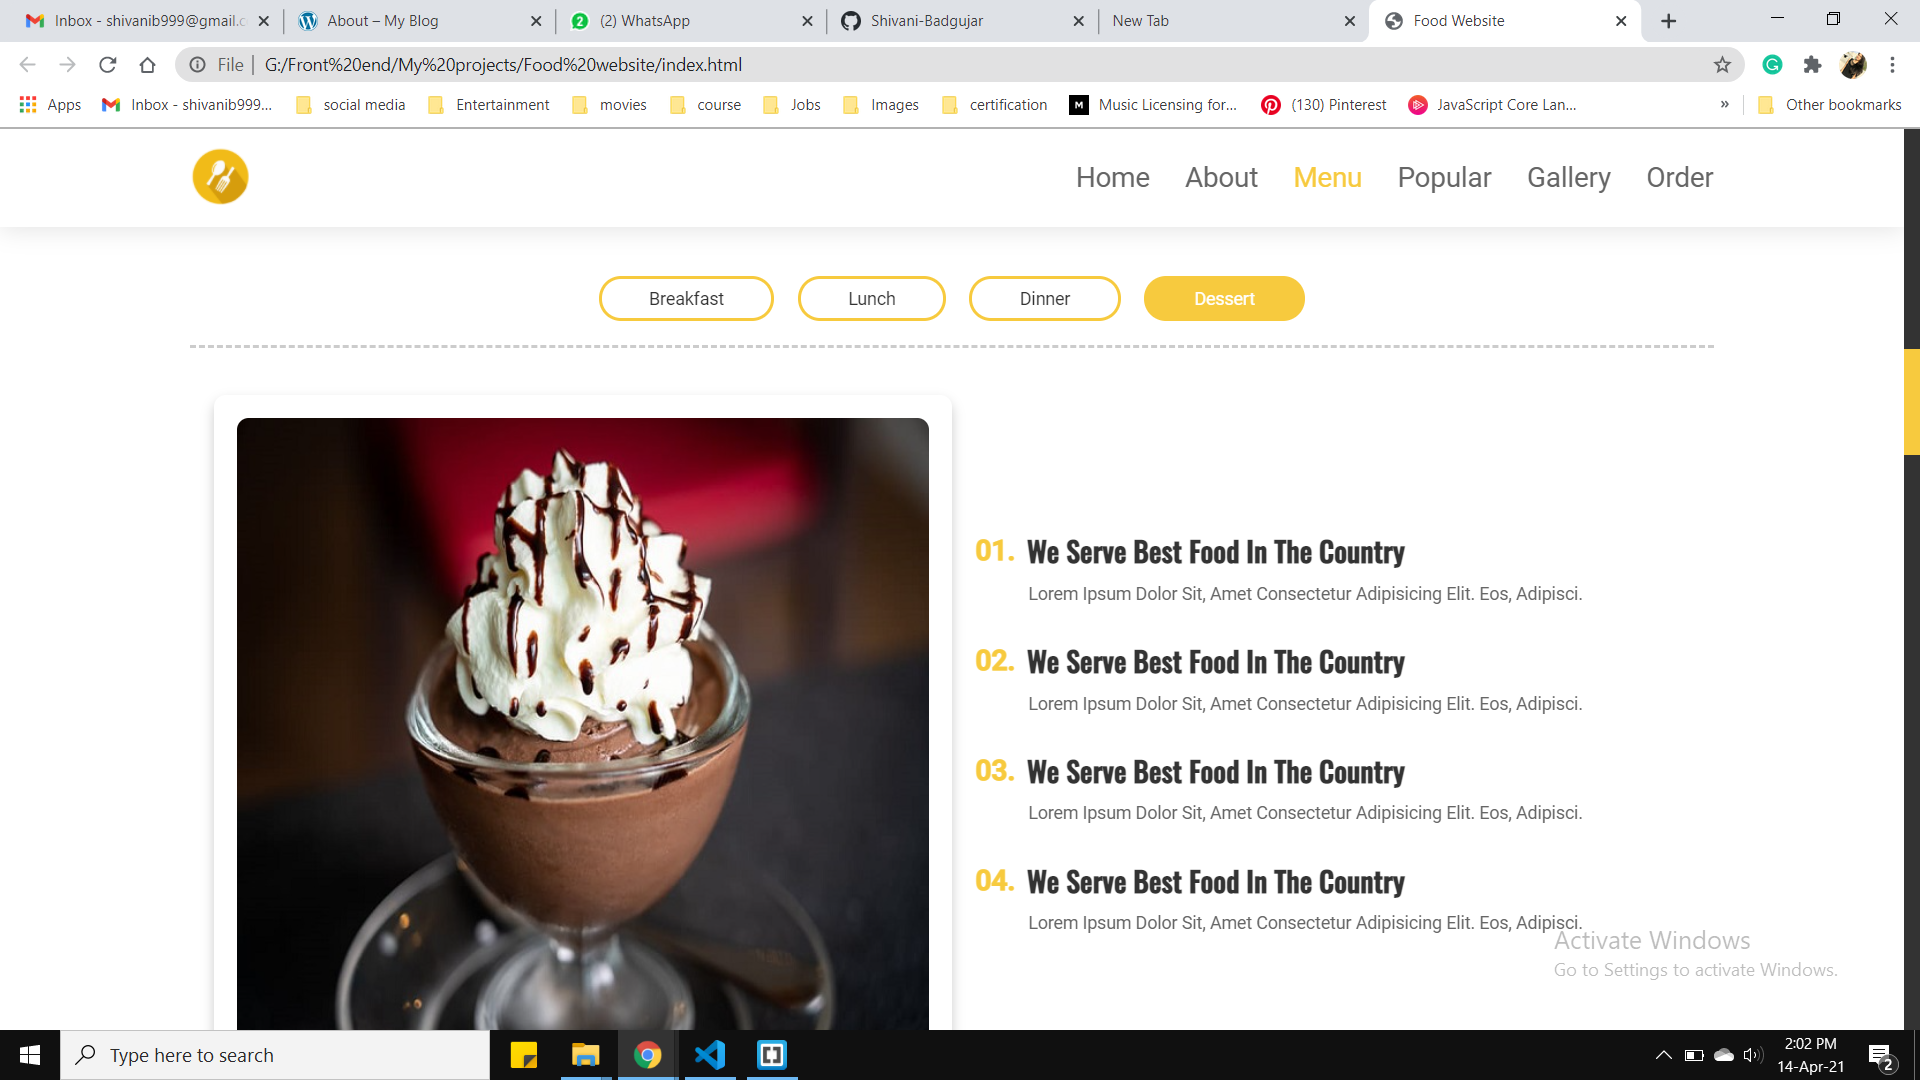 Inbox - shivanib999@gmail.c
About – My Blog
(2) WhatsApp
Shivani-Badgujar
New Tab
Food Website
File | G:/Front%20end/My%20projects/Food%20website/index.html
Apps
Inbox - shivanib999...
social media
Entertainment
movies
course
Jobs
Images
certification
Music Licensing for...
(130) Pinterest
JavaScript Core Lan...
»
Other bookmarks
Home
About
Menu
Popular
Gallery
Order
Breakfast
Lunch
Dinner
Dessert
01. We Serve Best Food In The Country
Lorem Ipsum Dolor Sit, Amet Consectetur Adipisicing Elit. Eos, Adipisci.
02. We Serve Best Food In The Country
Lorem Ipsum Dolor Sit, Amet Consectetur Adipisicing Elit. Eos, Adipisci.
03. We Serve Best Food In The Country
Lorem Ipsum Dolor Sit, Amet Consectetur Adipisicing Elit. Eos, Adipisci.
04. We Serve Best Food In The Country
Lorem Ipsum Dolor Sit, Amet Consectetur Adipisicing Elit. Eos, Adipisci.
Activate Windows
Go to Settings to activate Windows.
Type here to search
2:02 PM
14-Apr-21
2